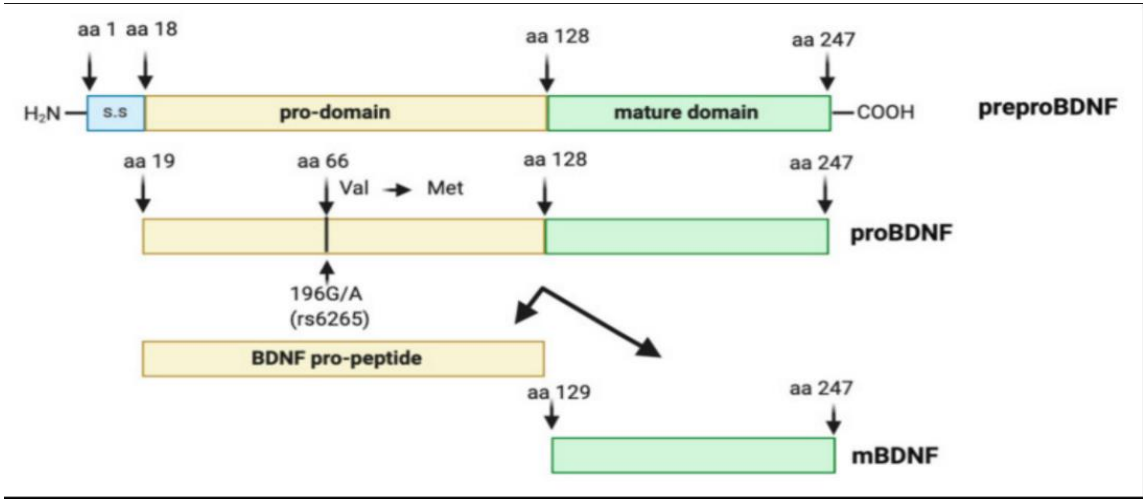 aa 1 aa 18 aa 128 aa 247
H₂N s.s pro-domain mature domain COOH preproBDNF
aa 19 aa 66 aa 128 aa 247
Val Met
proBDNF
196G/A
(rs6265)
BDNF pro-peptide
aa 129 aa 247
mBDNF